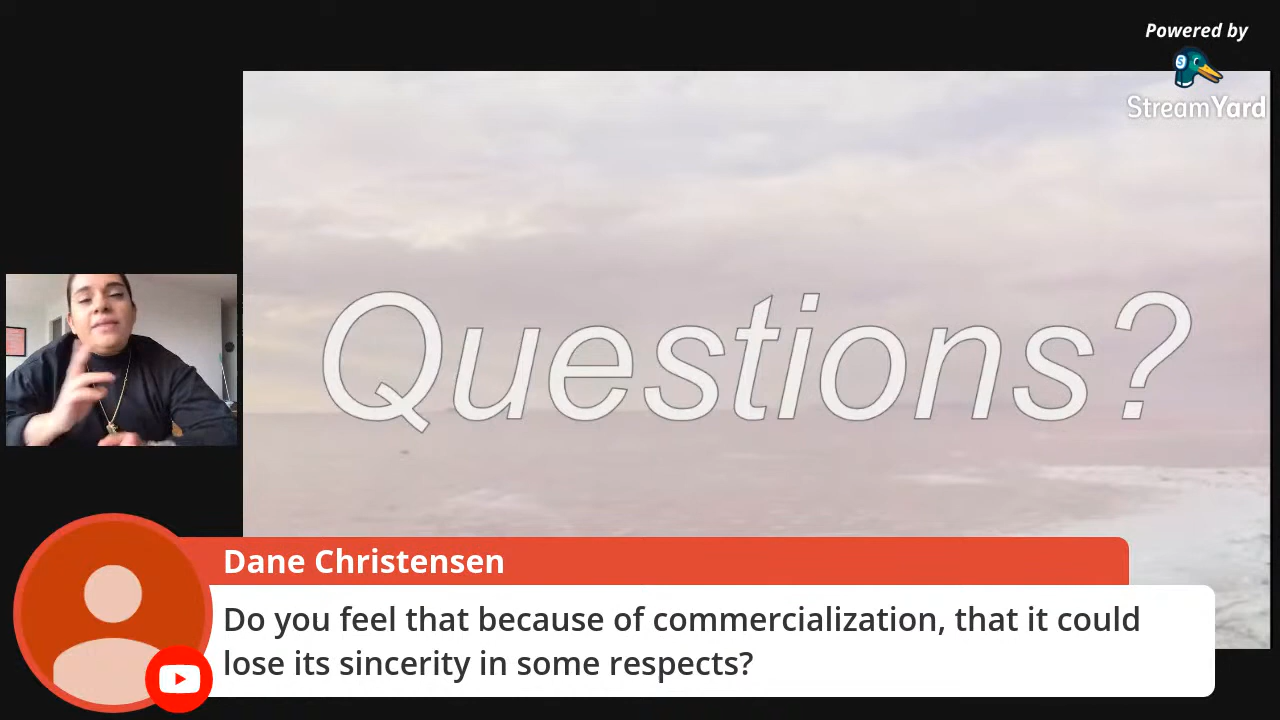 Powered by
StreamYard
Questions?
Dane Christensen
Do you feel that because of commercialization, that it could
lose its sincerity in some respects?